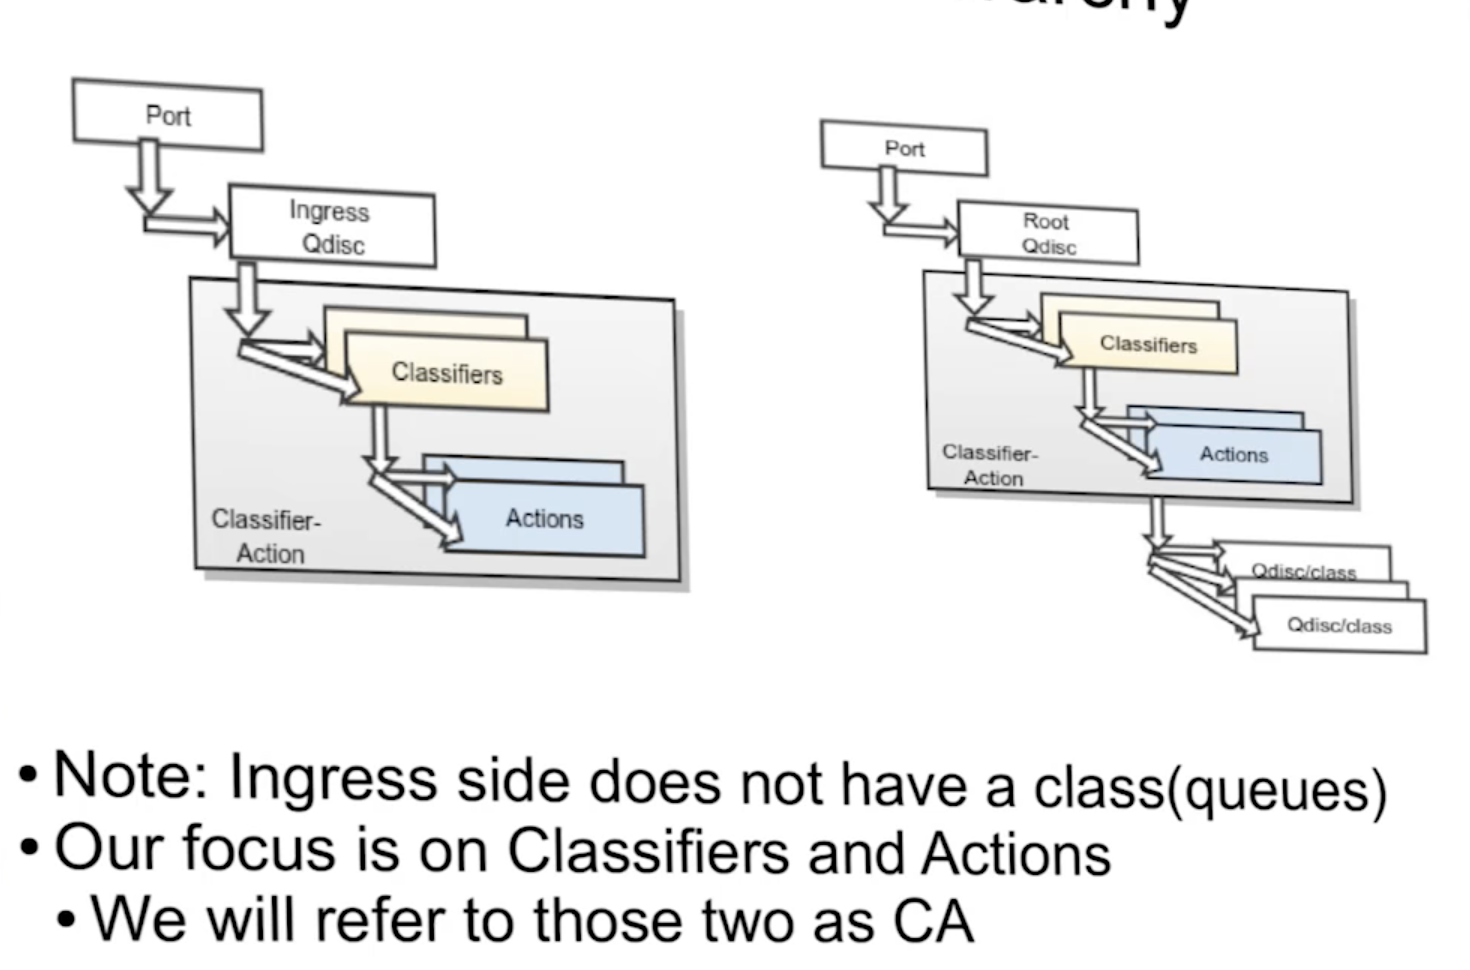 Port
Ingress
Qdisc
Classifiers
Actions
Classifier-
Action
Port
Root
Qdisc
Classifiers
Actions
Classifier-
Action
Qdisc/class
Qdisc/class
• Note: Ingress side does not have a class(queues)
• Our focus is on Classifiers and Actions
• We will refer to those two as CA